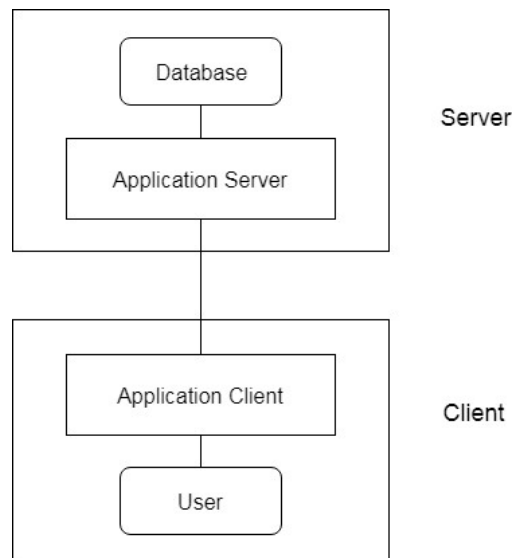 Database
Server
Application Server
Application Client
Client
User